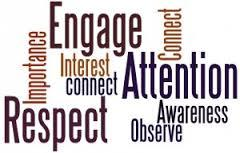 Engage
Importance
Interest
connect
Connect
Attention
Respect
Awareness
Observe